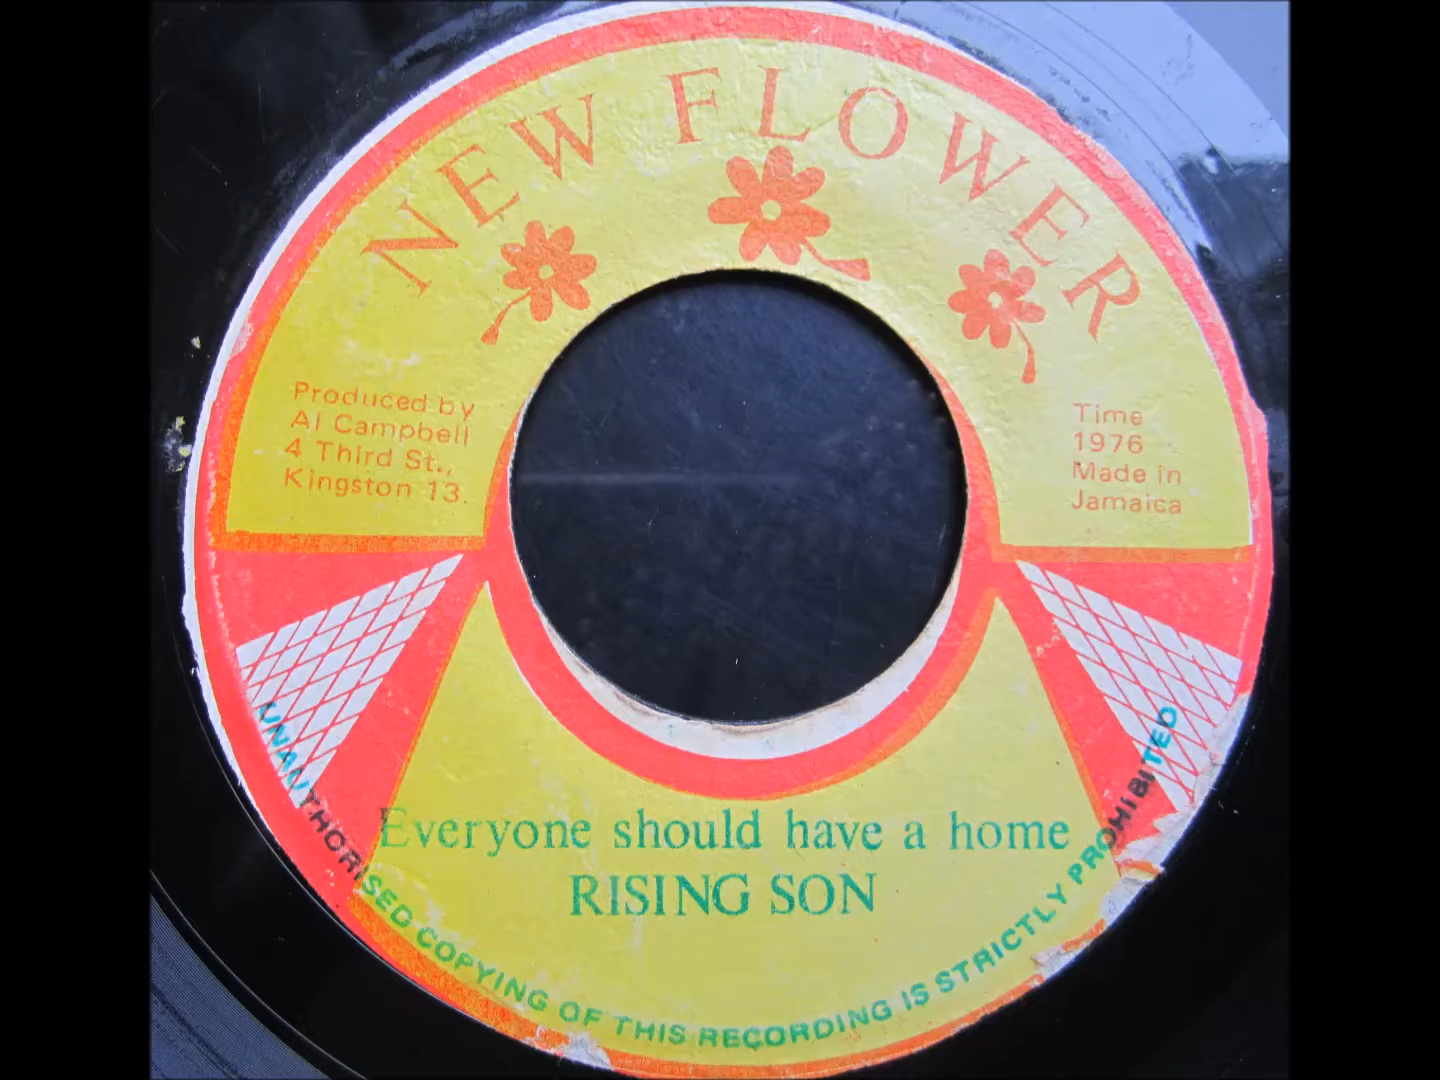 NEW FLOWER
Produced by
Al Campbell
4 Third St.,
Kingston 13.
Time
1976
Made in
Jamaica
Everyone should have a home
RISING SON
UNAUTHORISED COPYING OF THIS RECORDING IS STRICTLY PROHIBITED